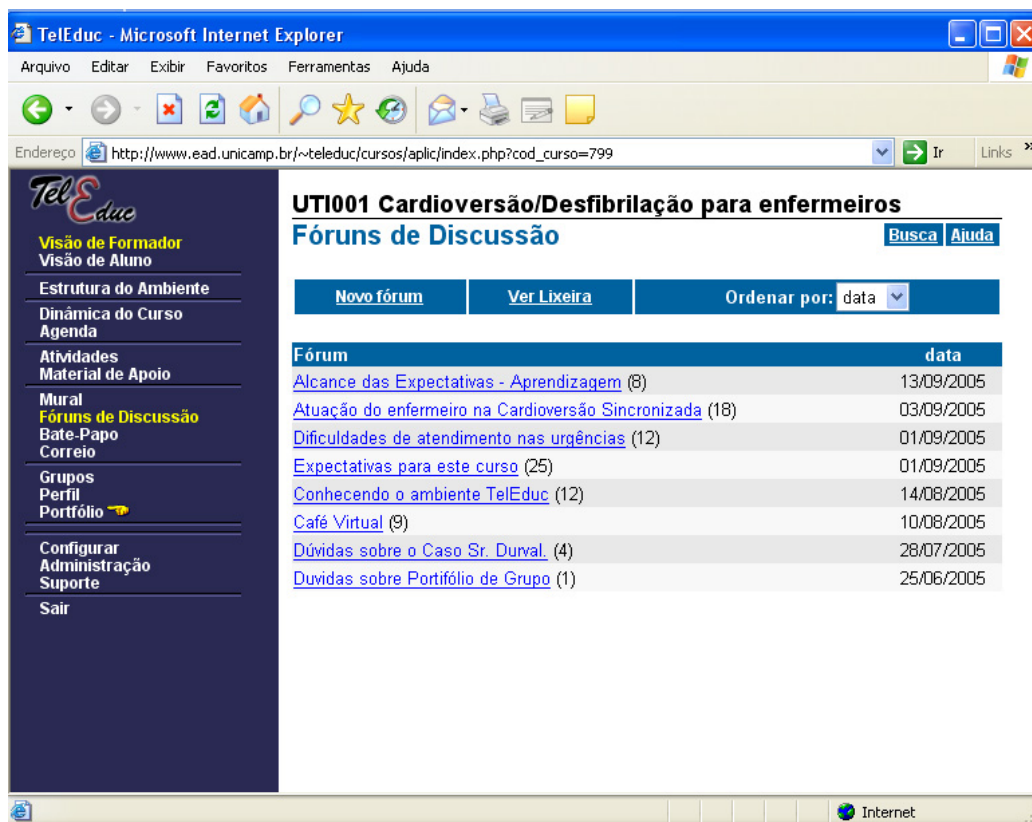 TelEduc - Microsoft Internet Explorer
Arquivo Editar Exibir Favoritos Ferramentas Ajuda
Endereço http://www.ead.unicamp.br/~teleduc/cursos/aplic/index.php?cod_curso=799 Ir Links »
TelEduc
Visão de Formador
Visão de Aluno
Estrutura do Ambiente
Dinâmica do Curso
Agenda
Atividades
Material de Apoio
Mural
Fóruns de Discussão
Bate-Papo
Correio
Grupos
Perfil
Portfólio
Configurar
Administração
Suporte
Sair
UTI001 Cardioversão/Desfibrilação para enfermeiros
Fóruns de Discussão Busca Ajuda
Novo fórum Ver Lixeira Ordenar por: data
Fórum data
Alcance das Expectativas - Aprendizagem (8) 13/09/2005
Atuação do enfermeiro na Cardioversão Sincronizada (18) 03/09/2005
Dificuldades de atendimento nas urgências (12) 01/09/2005
Expectativas para este curso (25) 01/09/2005
Conhecendo o ambiente TelEduc (12) 14/08/2005
Café Virtual (9) 10/08/2005
Dúvidas sobre o Caso Sr. Durval. (4) 28/07/2005
Duvidas sobre Portifólio de Grupo (1) 25/06/2005
Internet